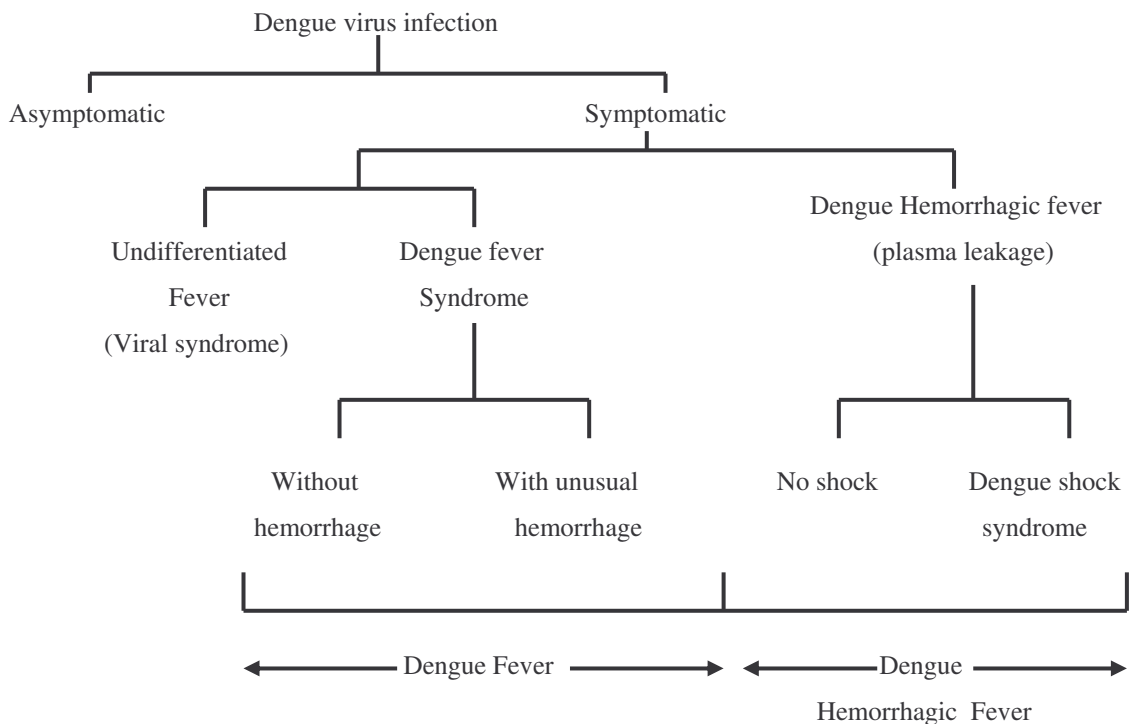 Dengue virus infection
Asymptomatic
Symptomatic
Undifferentiated
Fever
(Viral syndrome)
Dengue fever
Syndrome
Dengue Hemorrhagic fever
(plasma leakage)
Without
hemorrhage
With unusual
hemorrhage
No shock
Dengue shock
syndrome
Dengue Fever
Dengue
Hemorrhagic Fever